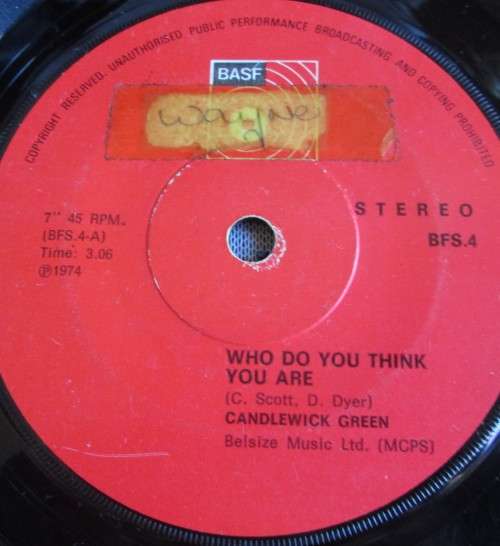 COPYRIGHT RESERVED. UNAUTHORISED PUBLIC PERFORMANCE BROADCASTING AND COPYING PROHIBITED
BASF
Wayne
9
STEREO
7" 45 RPM.
(BFS.4-A)
BFS.4
Time: 3.06
℗1974
WHO DO YOU THINK
YOU ARE
(C. Scott, D. Dyer)
CANDLEWICK GREEN
Belsize Music Ltd. (MCPS)